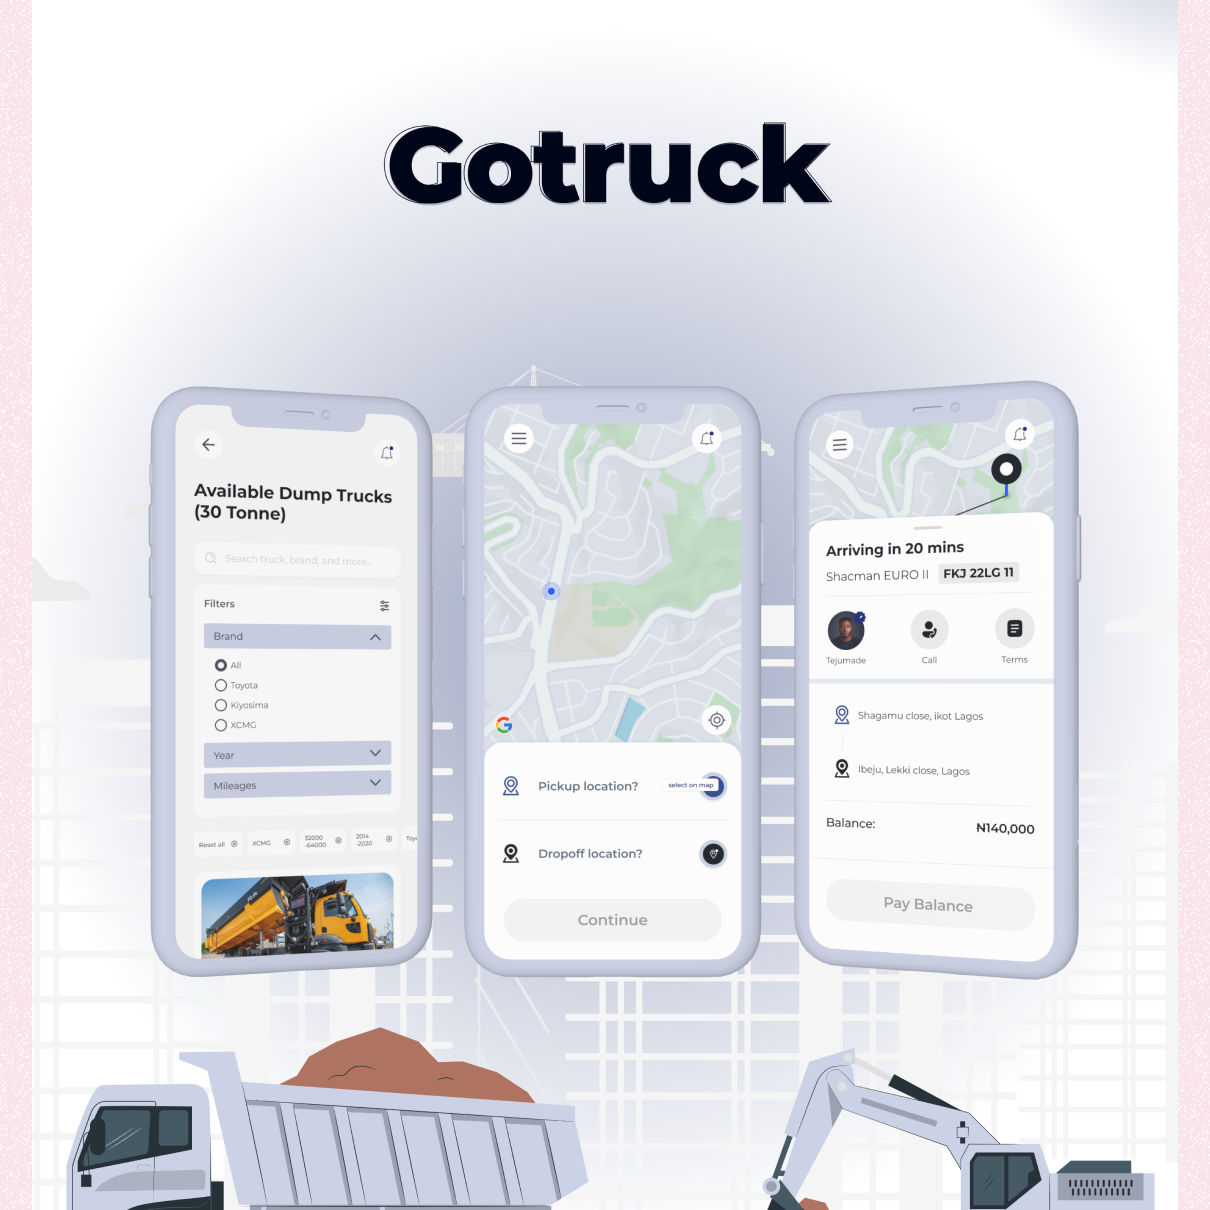 Gotruck
Available Dump Trucks
(30 Tonne)
Search truck, brand, and more...
Filters
Brand
All
Toyota
Kiyosima
XCMG
Year
Mileages
Reset all
XCMG
32000
-64000
2014
-2020
Pickup location?
select on map
Dropoff location?
Continue
Arriving in 20 mins
Shacman EURO II FKJ 22LG 11
Tejumade
Call
Terms
Shagamu close, ikot Lagos
Ibeju, Lekki close, Lagos
Balance: N140,000
Pay Balance